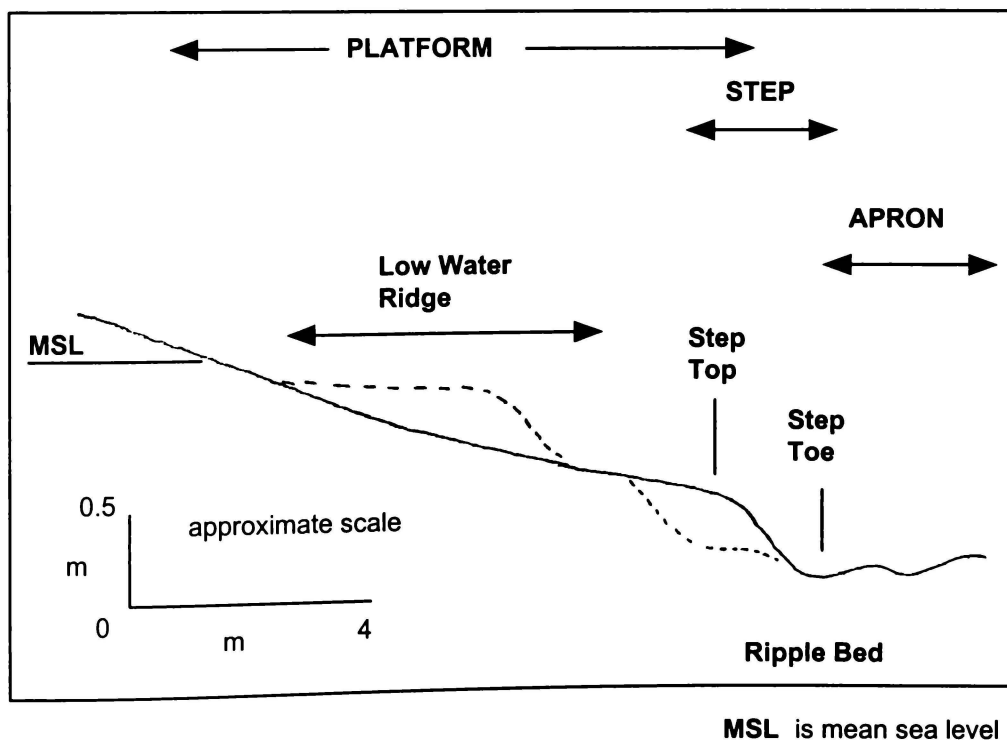 PLATFORM
STEP
APRON
Low Water
Ridge
MSL
Step
Top
Step
Toe
0.5
approximate scale
m
0
m
4
Ripple Bed
MSL is mean sea level